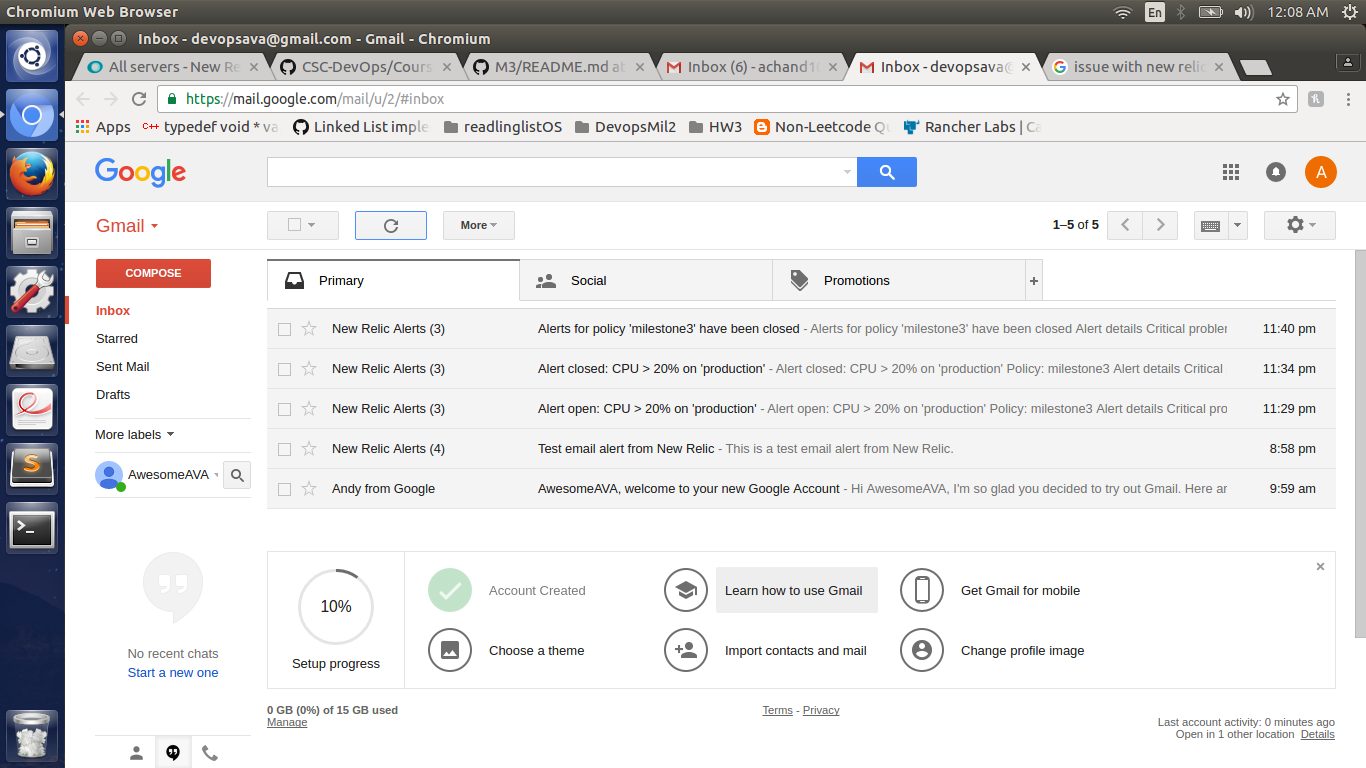 Chromium Web Browser
En
12:08 AM
Inbox - devopsava@gmail.com - Gmail - Chromium
All servers - New Re
CSC-DevOps/Cours
M3/README.md at
Inbox (6) - achand10
Inbox - devopsava@
issue with new relic
https://mail.google.com/mail/u/2/#inbox
Apps
typedef void * va
Linked List imple
readlinglistOS
DevopsMil2
HW3
Non-Leetcode Qu
Rancher Labs | Ca
Google
A
Gmail
More
1–5 of 5
COMPOSE
Primary
Social
Promotions
+
Inbox
Starred
Sent Mail
Drafts
More labels
AwesomeAVA
New Relic Alerts (3) Alerts for policy 'milestone3' have been closed - Alerts for policy 'milestone3' have been closed Alert details Critical problem 11:40 pm
New Relic Alerts (3) Alert closed: CPU > 20% on 'production' - Alert closed: CPU > 20% on 'production' Policy: milestone3 Alert details Critical 11:34 pm
New Relic Alerts (3) Alert open: CPU > 20% on 'production' - Alert open: CPU > 20% on 'production' Policy: milestone3 Alert details Critical pro 11:29 pm
New Relic Alerts (4) Test email alert from New Relic - This is a test email alert from New Relic. 8:58 pm
Andy from Google AwesomeAVA, welcome to your new Google Account - Hi AwesomeAVA, I'm so glad you decided to try out Gmail. Here ar 9:59 am
No recent chats
Start a new one
10%
Setup progress
Account Created
Learn how to use Gmail
Get Gmail for mobile
Choose a theme
Import contacts and mail
Change profile image
0 GB (0%) of 15 GB used
Manage
Terms - Privacy
Last account activity: 0 minutes ago
Open in 1 other location Details